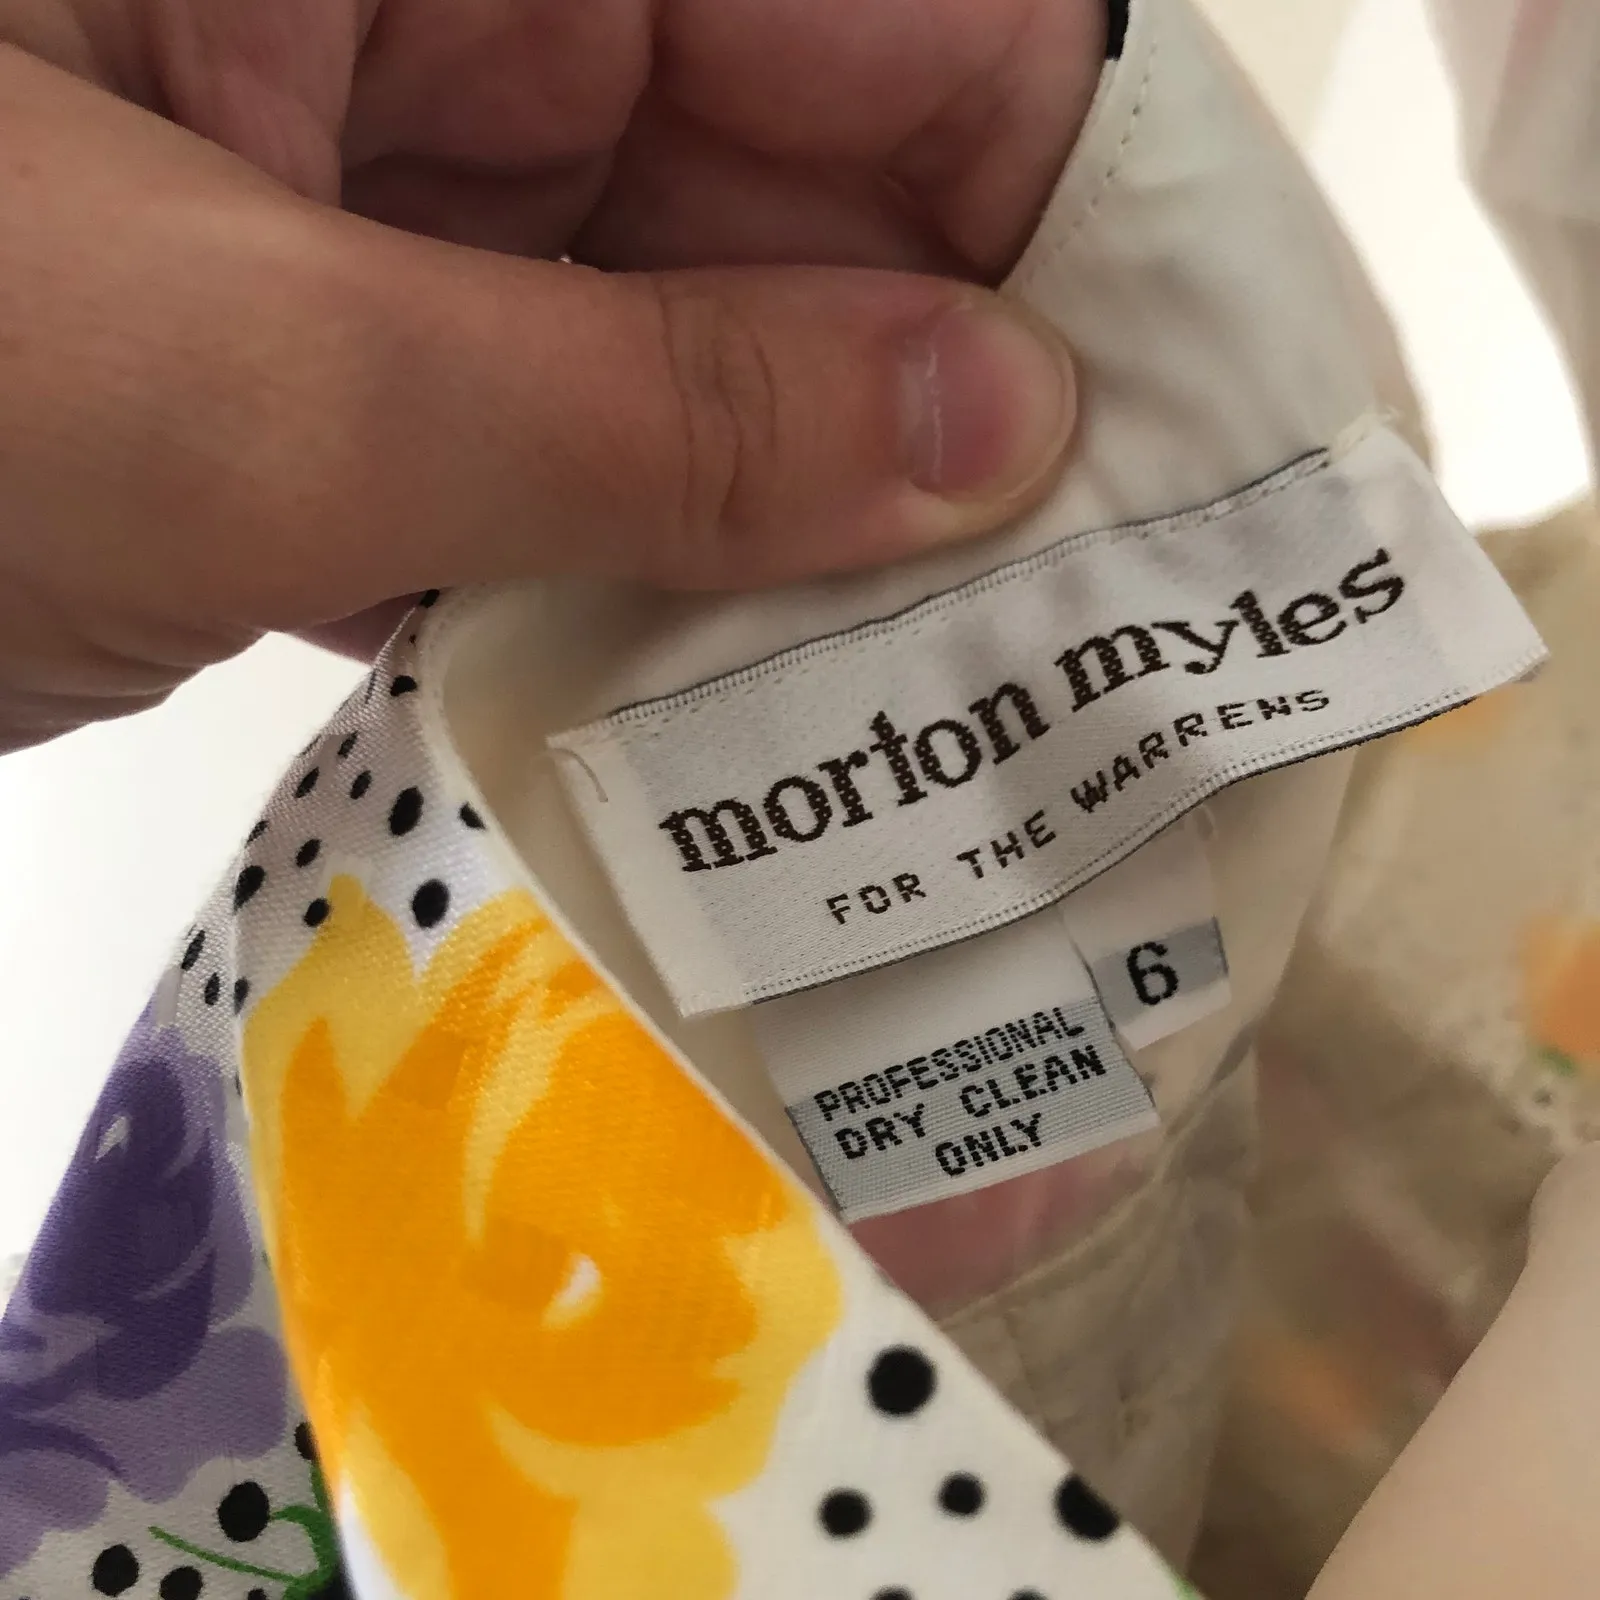 morton myles
FOR THE WARRENS
6
PROFESSIONAL
DRY CLEAN
ONLY